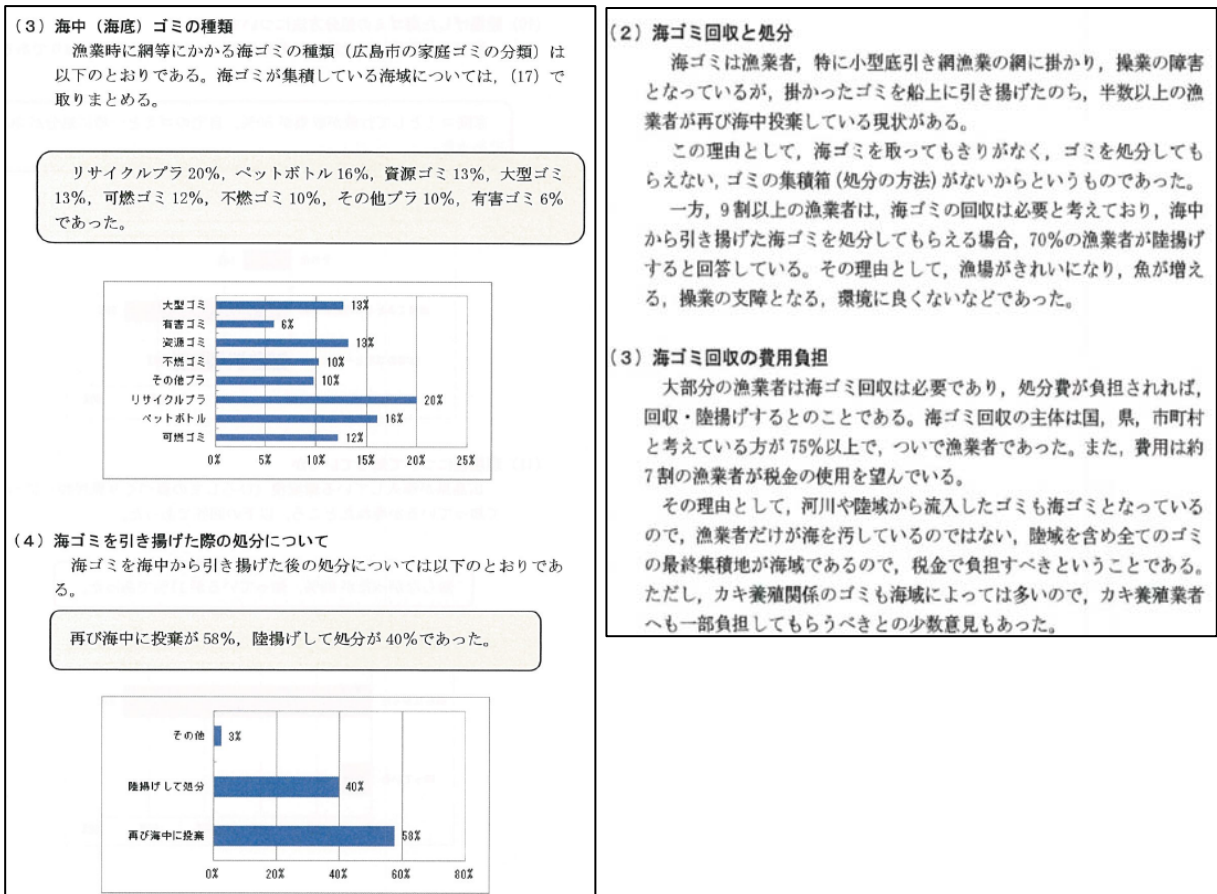 (3)海中(海底)ゴミの種類
漁業時に網等にかかる海ゴミの種類(広島市の家庭ゴミの分類)は
以下のとおりである。海ゴミが集積している海域については,(17)で
取りまとめる。
リサイクルプラ 20%,ペットボトル 16%,資源ゴミ 13%,大型ゴミ
13%,可燃ゴミ 12%,不燃ゴミ 10%,その他プラ 10%,有害ゴミ 6%
であった。
大型ゴミ 13%
有害ゴミ 6%
資源ゴミ 13%
不燃ゴミ 10%
その他プラ 10%
リサイクルプラ 20%
ペットボトル 16%
可燃ゴミ 12%
0% 5% 10% 15% 20% 25%
(4)海ゴミを引き揚げた際の処分について
海ゴミを海中から引き揚げた後の処分については以下のとおりであ
る。
再び海中に投棄が 58%,陸揚げして処分が 40%であった。
その他 3%
陸揚げして処分 40%
再び海中に投棄 58%
0% 20% 40% 60% 80%
(2)海ゴミ回収と処分
海ゴミは漁業者,特に小型底引き網漁業の網に掛かり,操業の障害
となっているが,掛かったゴミを船上に引き揚げたのち,半数以上の漁
業者が再び海中投棄している現状がある。
この理由として,海ゴミを取ってもきりがなく,ゴミを処分しても
らえない,ゴミの集積箱(処分の方法)がないからというものであった。
一方,9割以上の漁業者は,海ゴミの回収は必要と考えており,海中
から引き揚げた海ゴミを処分してもらえる場合,70%の漁業者が陸揚げ
すると回答している。その理由として,漁場がきれいになり,魚が増え
る,操業の支障となる,環境に良くないなどであった。
(3)海ゴミ回収の費用負担
大部分の漁業者は海ゴミ回収は必要であり,処分費が負担されれば,
回収・陸揚げするとのことである。海ゴミ回収の主体は国,県,市町村
と考えている方が 75%以上で,ついで漁業者であった。また,費用は約
7割の漁業者が税金の使用を望んでいる。
その理由として,河川や陸域から流入したゴミも海ゴミとなっている
ので,漁業者だけが海を汚しているのではない,陸域を含め全てのゴミ
の最終集積地が海域であるので,税金で負担すべきということである。
ただし,カキ養殖関係のゴミも海域によっては多いので,カキ養殖業者
へも一部負担してもらうべきとの少数意見もあった。